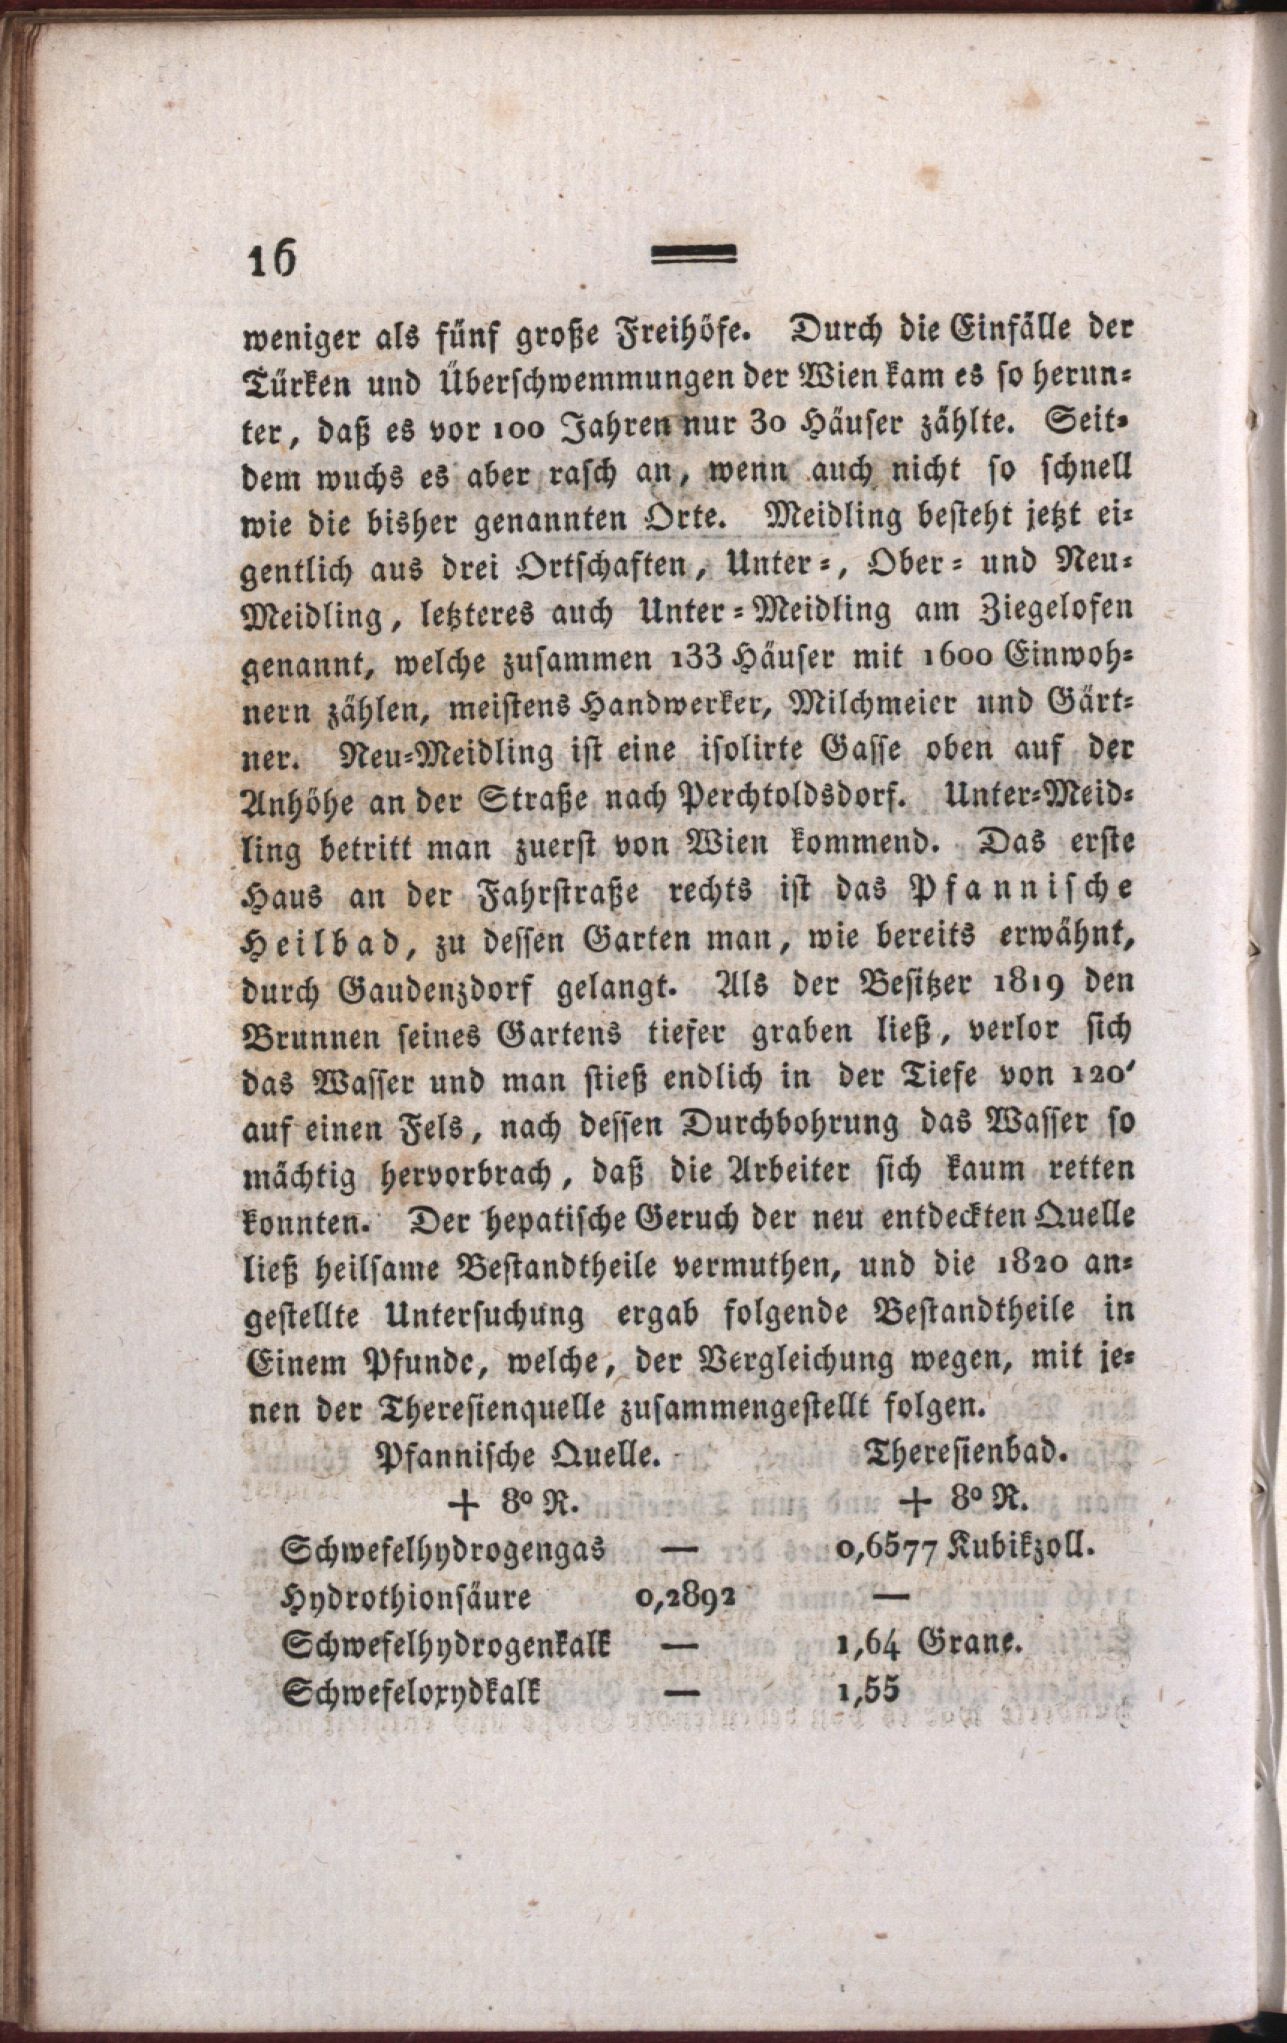 16
weniger als fünf große Freihöfe. Durch die Einfälle der
Türken und Überschwemmungen der Wien kam es so herun-
ter, daß es vor 100 Jahren nur 30 Häuser zählte. Seit-
dem wuchs es aber rasch an, wenn auch nicht so schnell
wie die bisher genannten Orte. Meidling besteht jetzt ei-
gentlich aus drei Ortschaften, Unter-, Ober- und Neu-
Meidling, letzteres auch Unter-Meidling am Ziegelofen
genannt, welche zusammen 133 Häuser mit 1600 Einwoh-
nern zählen, meistens Handwerker, Milchmeier und Gärt-
ner. Neu-Meidling ist eine isolirte Gasse oben auf der
Anhöhe an der Straße nach Perchtoldsdorf. Unter-Meid-
ling betritt man zuerst von Wien kommend. Das erste
Haus an der Fahrstraße rechts ist das Pfannische
Heilbad, zu dessen Garten man, wie bereits erwähnt,
durch Gaudenzdorf gelangt. Als der Besitzer 1819 den
Brunnen seines Gartens tiefer graben ließ, verlor sich
das Wasser und man stieß endlich in der Tiefe von 120'
auf einen Fels, nach dessen Durchbohrung das Wasser so
mächtig hervorbrach, daß die Arbeiter sich kaum retten
konnten. Der hepatische Geruch der neu entdeckten Quelle
ließ heilsame Bestandtheile vermuthen, und die 1820 an-
gestellte Untersuchung ergab folgende Bestandtheile in
Einem Pfunde, welche, der Vergleichung wegen, mit je-
nen der Theresienquelle zusammengestellt folgen.
Pfannische Quelle. Theresienbad.
+ 8° R. + 8° R.
Schwefelhydrogengas — 0,6577 Kubikzoll.
Hydrothionsäure 0,2892 —
Schwefelhydrogenkalk — 1,64 Grane.
Schwefeloxydkalk — 1,55